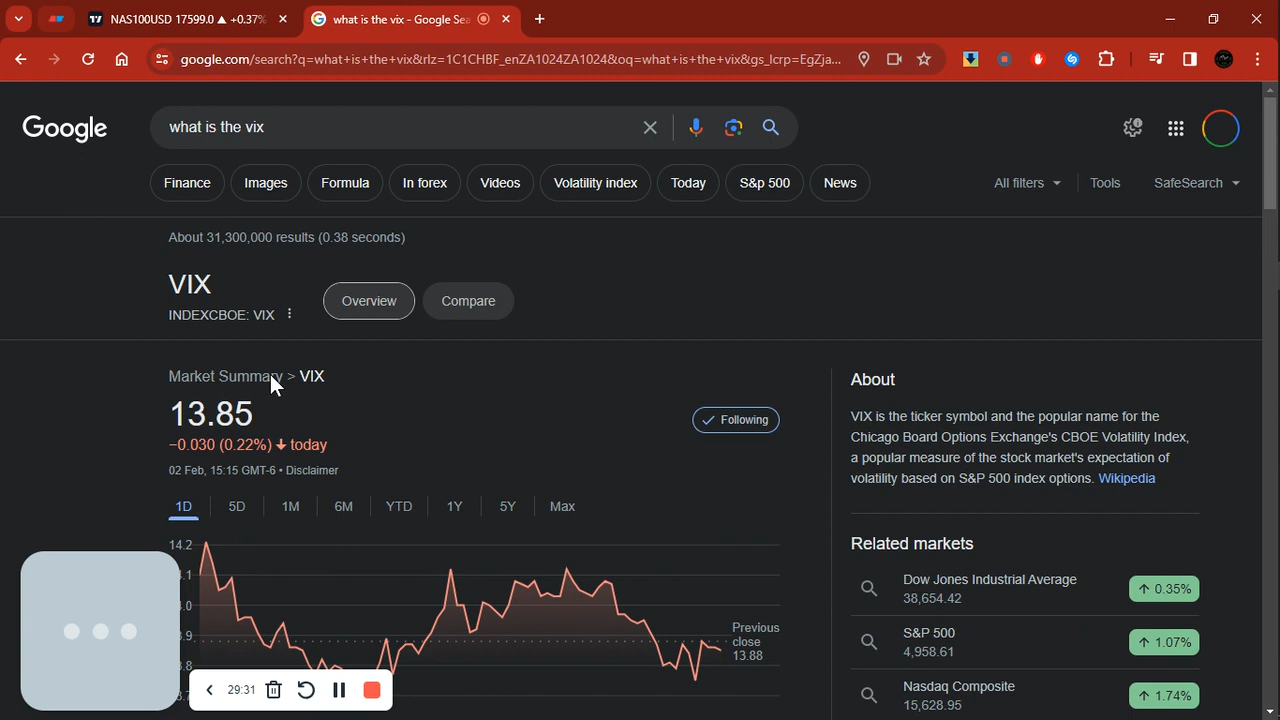 NAS100USD 17599.0 ▲ +0.37%
what is the vix - Google Sea
google.com/search?q=what+is+the+vix&rlz=1C1CHBF_enZA1024ZA1024&oq=what+is+the+vix&gs_lcrp=EgZja...
Google
what is the vix
Finance
Images
Formula
In forex
Videos
Volatility index
Today
S&p 500
News
All filters
Tools
SafeSearch
About 31,300,000 results (0.38 seconds)
VIX
INDEXCBOE: VIX
Overview
Compare
Market Summary > VIX
13.85
−0.030 (0.22%) ↓ today
02 Feb, 15:15 GMT-6 • Disclaimer
Following
1D
5D
1M
6M
YTD
1Y
5Y
Max
14.2
Previous
close
13.88
About
VIX is the ticker symbol and the popular name for the
Chicago Board Options Exchange's CBOE Volatility Index,
a popular measure of the stock market's expectation of
volatility based on S&P 500 index options. Wikipedia
Related markets
Dow Jones Industrial Average
38,654.42
↑ 0.35%
S&P 500
4,958.61
↑ 1.07%
Nasdaq Composite
15,628.95
↑ 1.74%
29:31